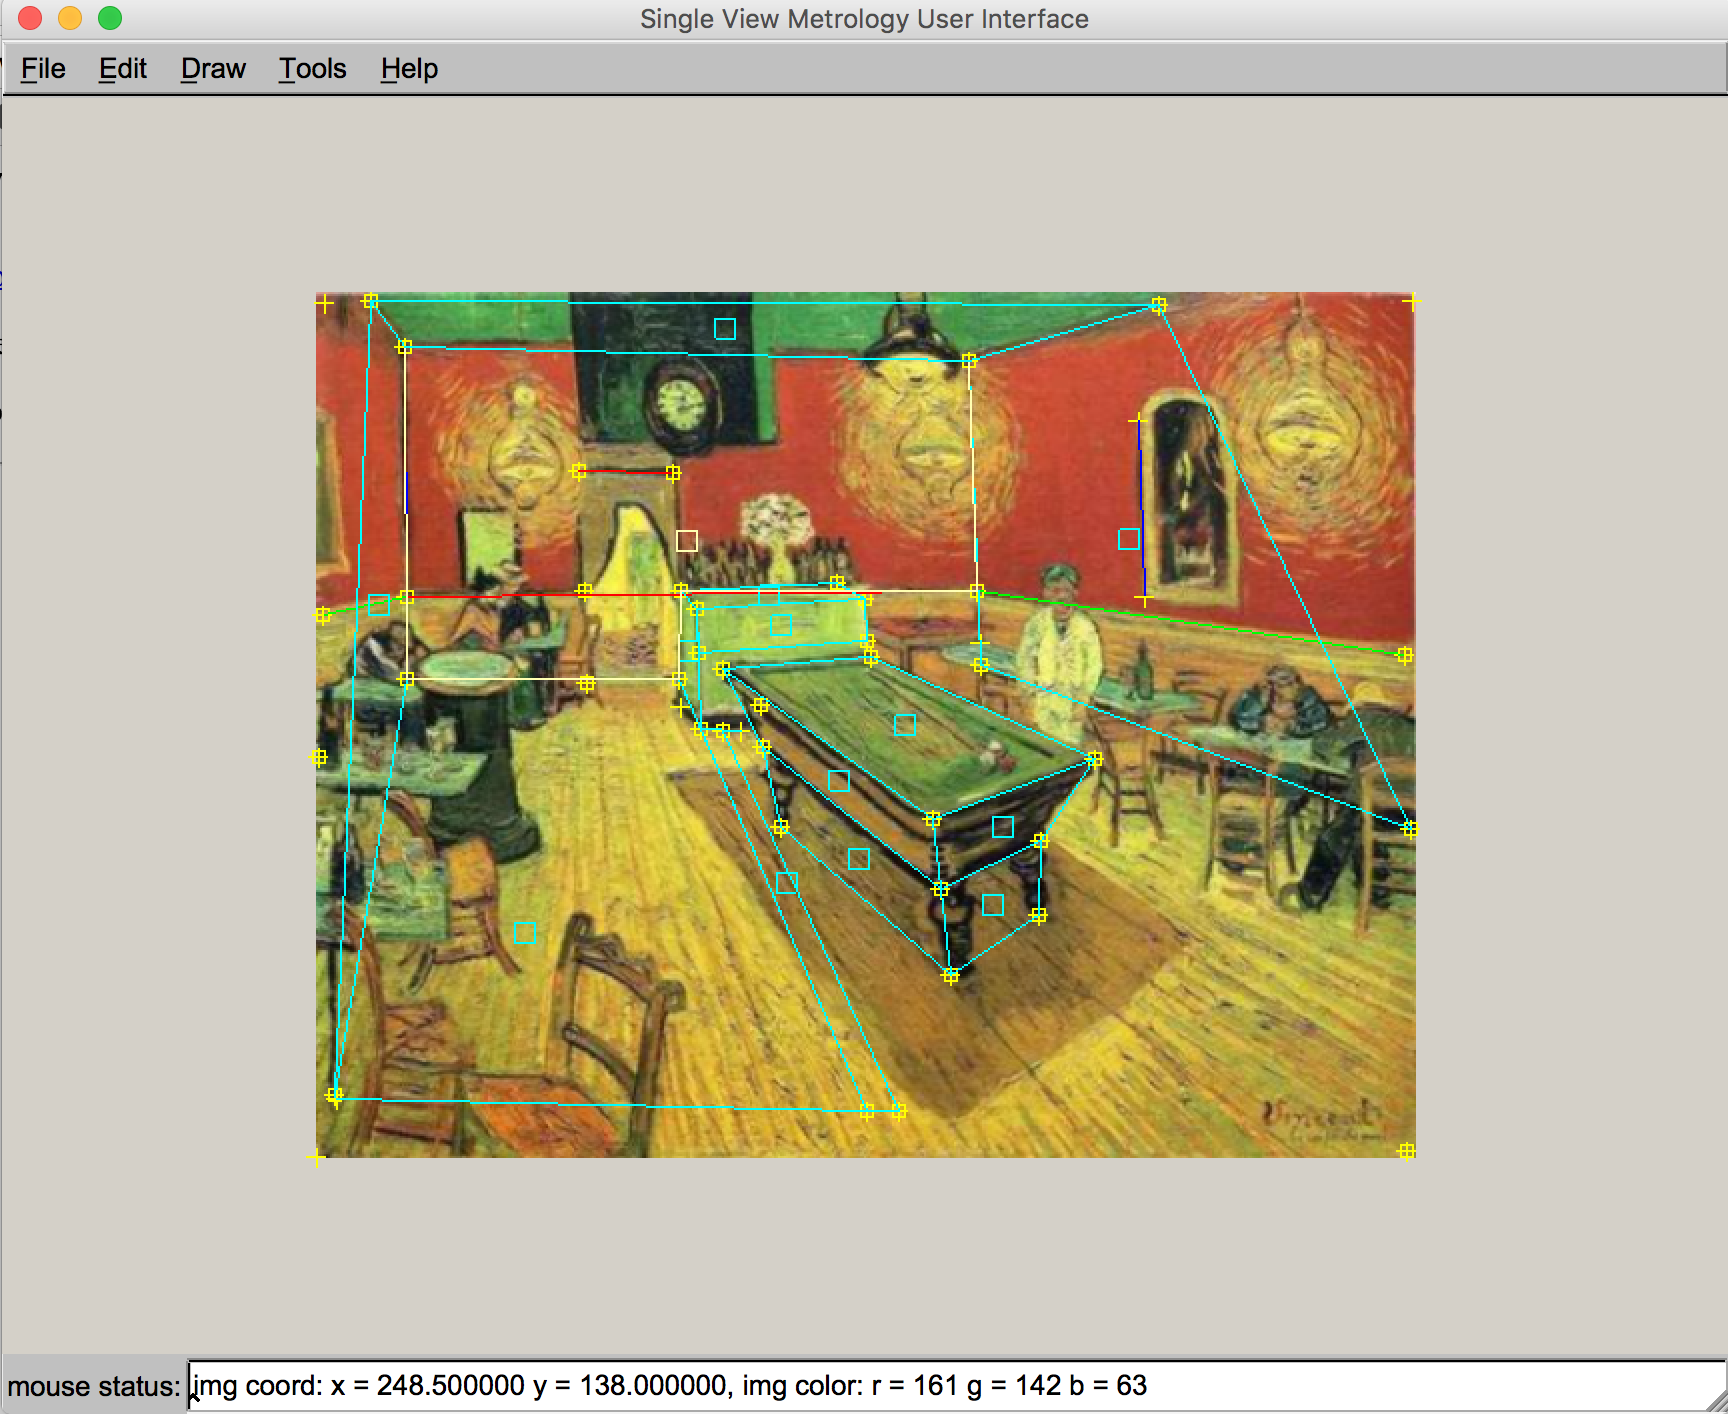 Single View Metrology User Interface
File Edit Draw Tools Help
Vincent
mouse status: img coord: x = 248.500000 y = 138.000000, img color: r = 161 g = 142 b = 63